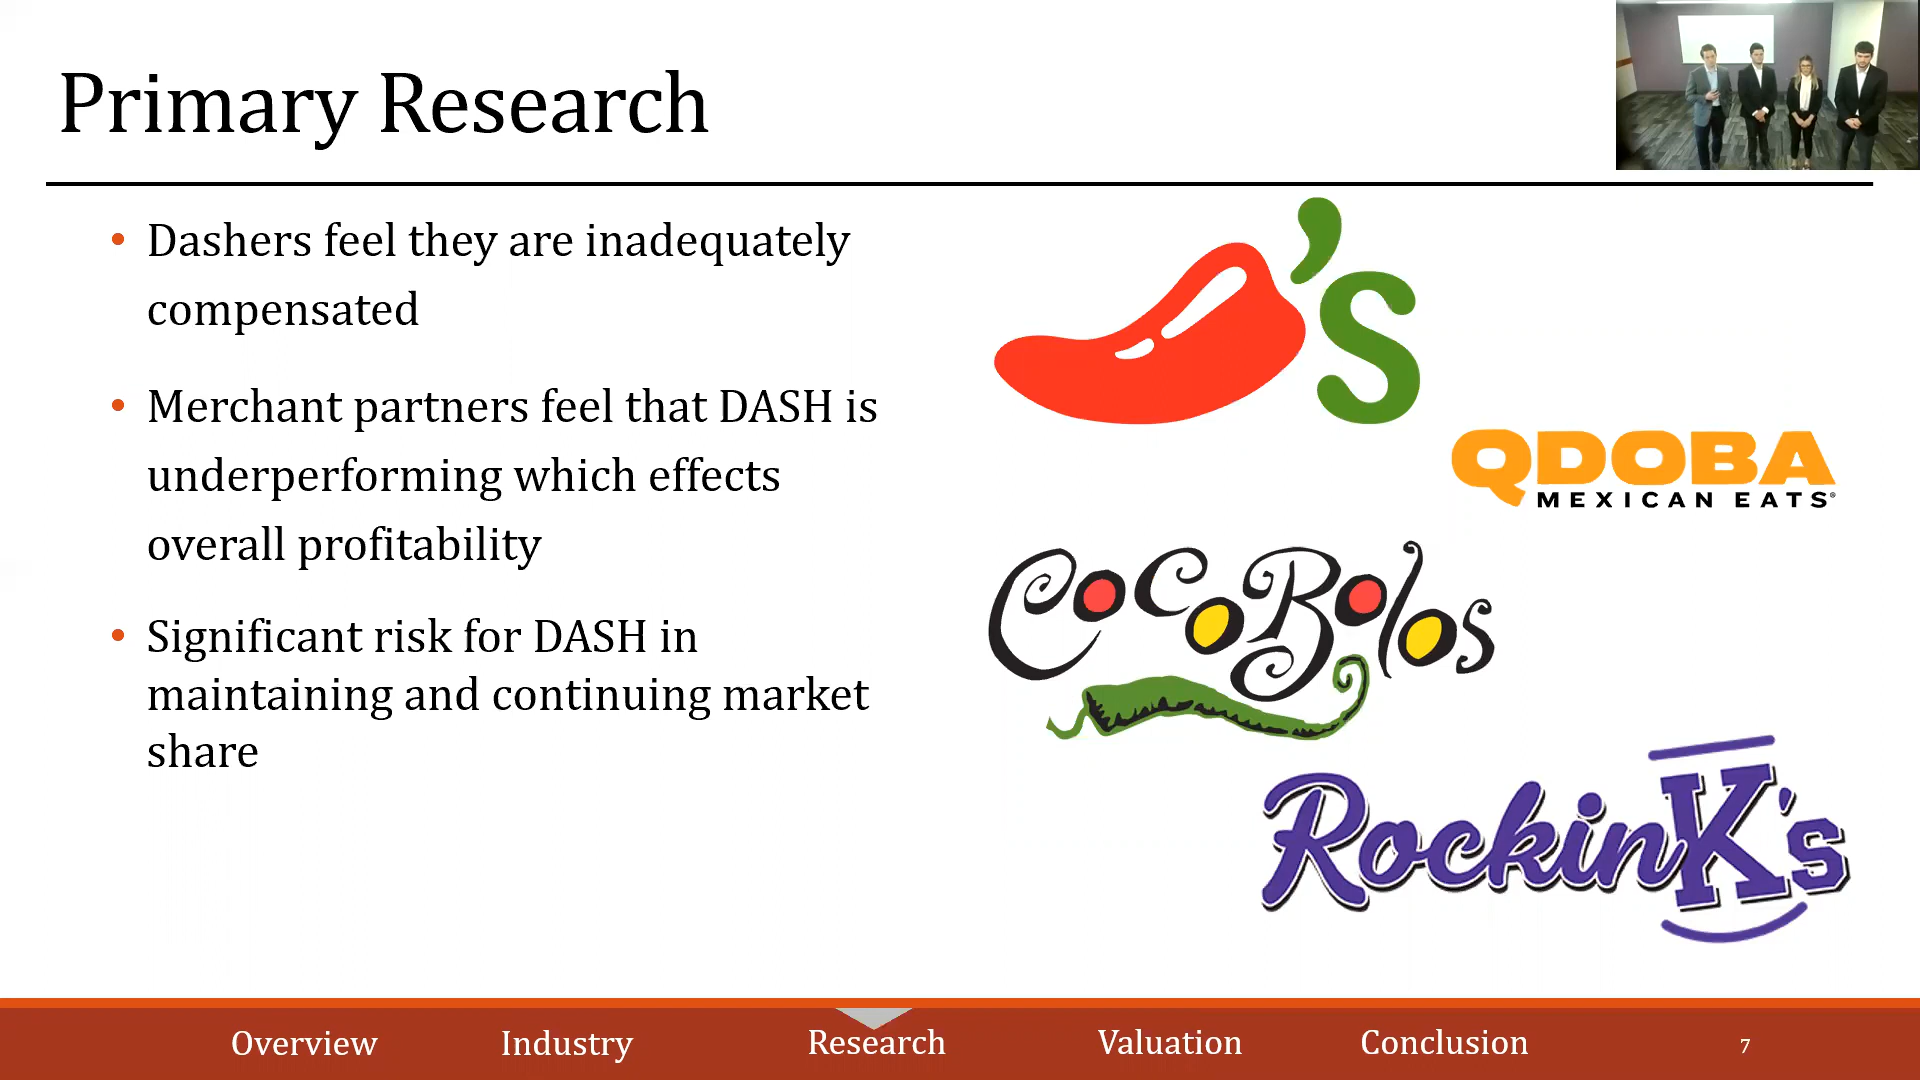 Primary Research
• Dashers feel they are inadequately
compensated
• Merchant partners feel that DASH is
underperforming which effects
overall profitability
• Significant risk for DASH in
maintaining and continuing market
share
's
QDOBA
MEXICAN EATS®
CocoBolos
RockinK's
Overview
Industry
Research
Valuation
Conclusion
7